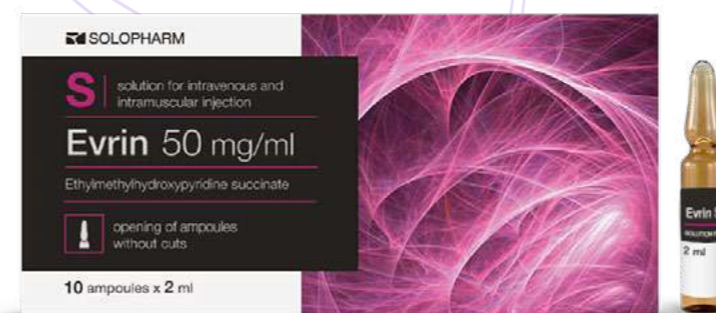 SOLOPHARM
S
solution for intravenous and
intramuscular injection
Evrin 50 mg/ml
Ethylmethylhydroxypyridine succinate
opening of ampoules
without cuts
10 ampoules x 2 ml
Evrin
2 ml